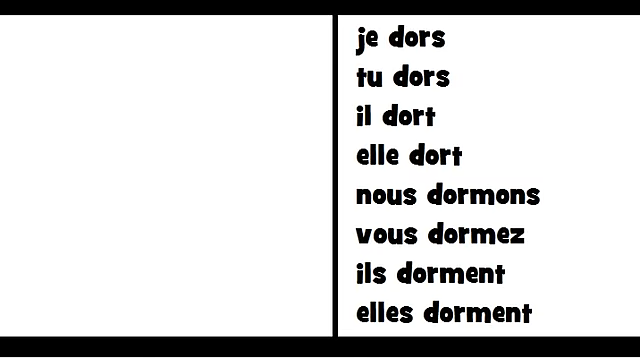 je dors
tu dors
il dort
elle dort
nous dormons
vous dormez
ils dorment
elles dorment